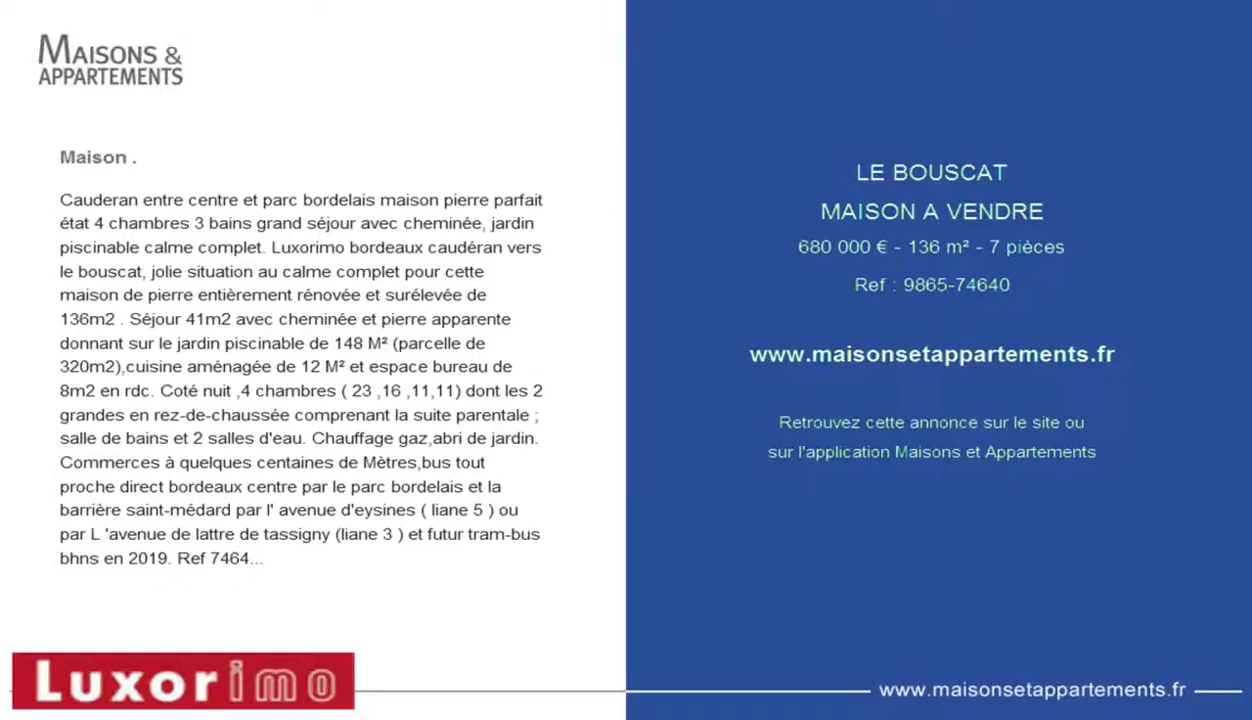 MAISONS &
APPARTEMENTS
Maison .
Cauderan entre centre et parc bordelais maison pierre parfait
état 4 chambres 3 bains grand séjour avec cheminée, jardin
piscinable calme complet. Luxorimo bordeaux caudéran vers
le bouscat, jolie situation au calme complet pour cette
maison de pierre entièrement rénovée et surélevée de
136m2 . Séjour 41m2 avec cheminée et pierre apparente
donnant sur le jardin piscinable de 148 M² (parcelle de
320m2),cuisine aménagée de 12 M² et espace bureau de
8m2 en rdc. Coté nuit ,4 chambres ( 23 ,16 ,11,11) dont les 2
grandes en rez-de-chaussée comprenant la suite parentale ;
salle de bains et 2 salles d'eau. Chauffage gaz,abri de jardin.
Commerces à quelques centaines de Mètres,bus tout
proche direct bordeaux centre par le parc bordelais et la
barrière saint-médard par l' avenue d'eysines ( liane 5 ) ou
par L 'avenue de lattre de tassigny (liane 3 ) et futur tram-bus
bhns en 2019. Ref 7464...
Luxorimo
LE BOUSCAT
MAISON A VENDRE
680 000 € - 136 m² - 7 pièces
Ref : 9865-74640
www.maisonsetappartements.fr
Retrouvez cette annonce sur le site ou
sur l'application Maisons et Appartements
www.maisonsetappartements.fr